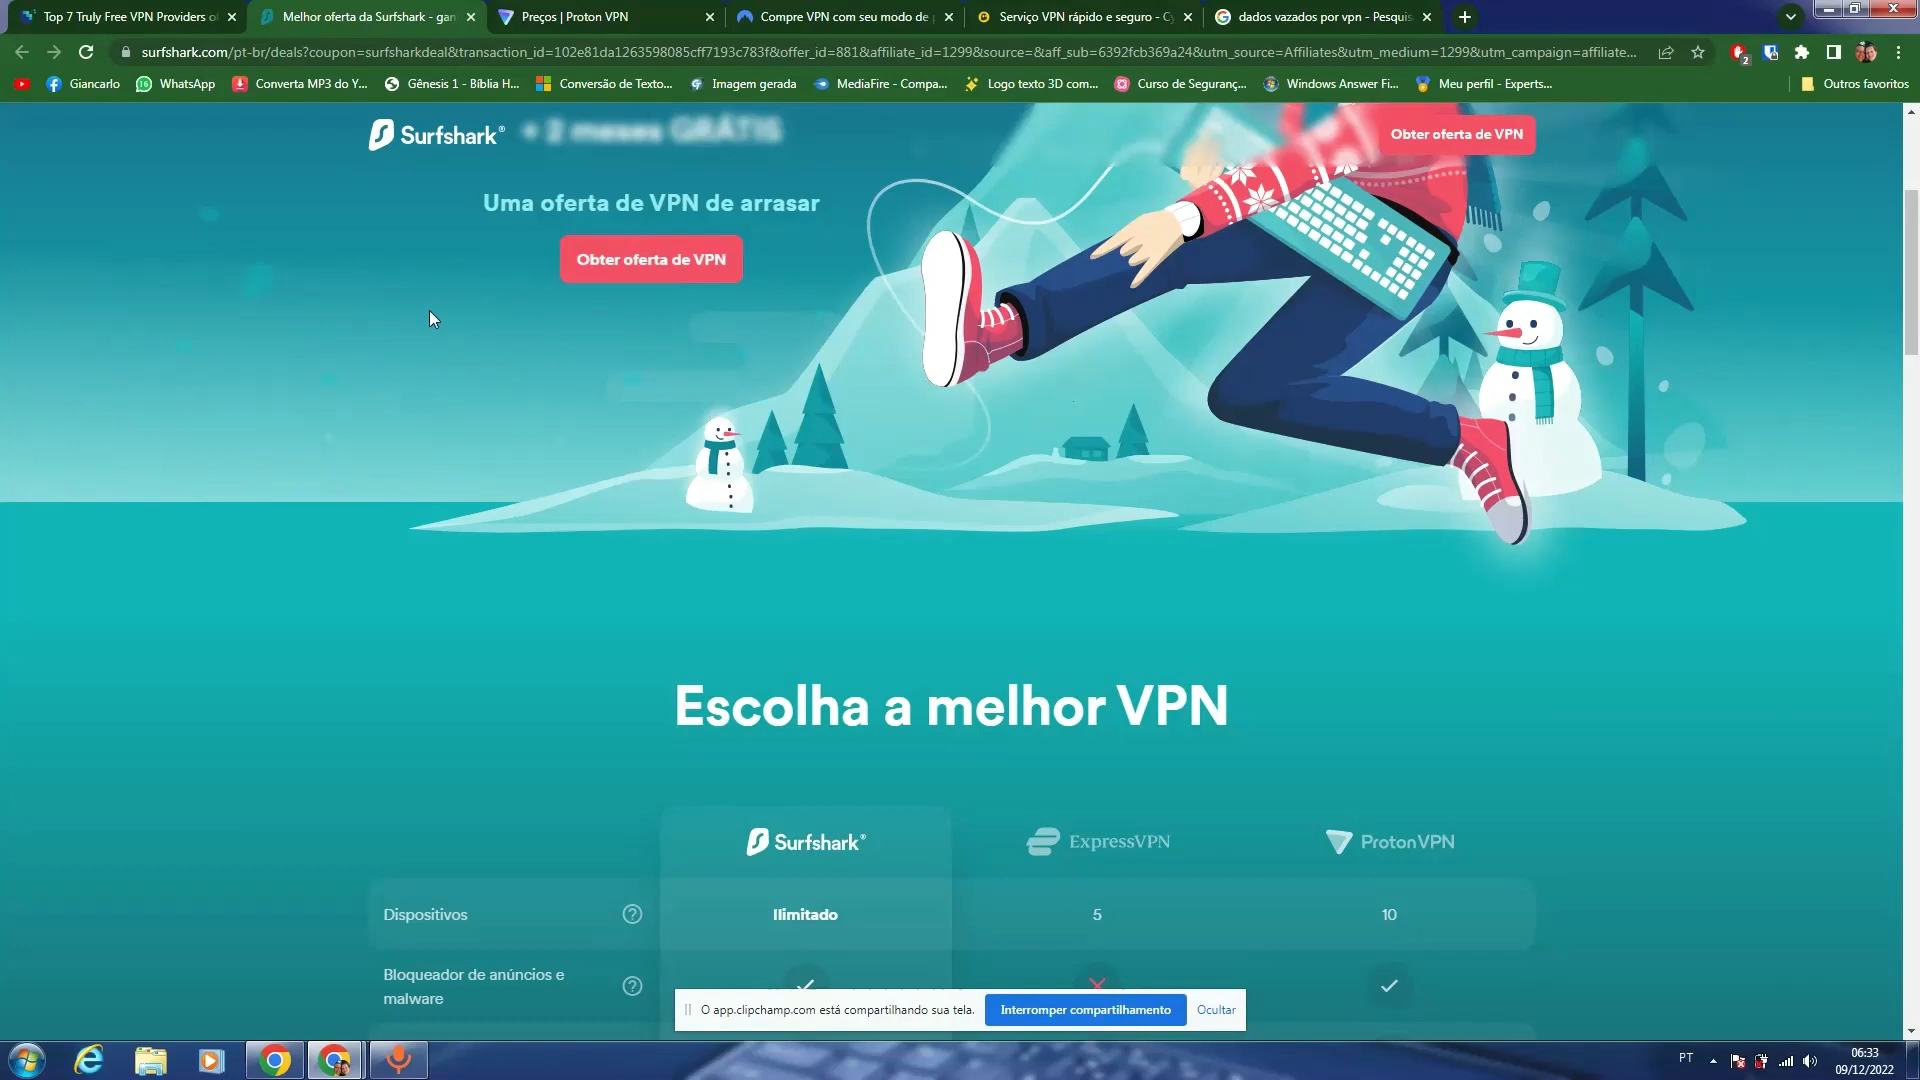 Top 7 Truly Free VPN Providers o
Melhor oferta da Surfshark - gan
Preços | Proton VPN
Compre VPN com seu modo de p
Serviço VPN rápido e seguro - Cy
dados vazados por vpn - Pesquis
surfshark.com/pt-br/deals?coupon=surfsharkdeal&transaction_id=102e81da1263598085cff7193c783f&offer_id=881&affiliate_id=1299&source=&aff_sub=6392fcb369a24&utm_source=Affiliates&utm_medium=1299&utm_campaign=affiliate...
2
Giancarlo
16
WhatsApp
Converta MP3 do Y...
Gênesis 1 - Bíblia H...
Conversão de Texto...
Imagem gerada
MediaFire - Compa...
Logo texto 3D com...
Curso de Seguranç...
Windows Answer Fi...
Meu perfil - Experts...
Outros favoritos
Surfshark®
+ 2 meses GRÁTIS
Obter oferta de VPN
Uma oferta de VPN de arrasar
Obter oferta de VPN
Escolha a melhor VPN
Surfshark®
ExpressVPN
ProtonVPN
Dispositivos
?
Ilimitado
5
10
Bloqueador de anúncios e
malware
?
O app.clipchamp.com está compartilhando sua tela.
Interromper compartilhamento
Ocultar
PT
06:33
09/12/2022